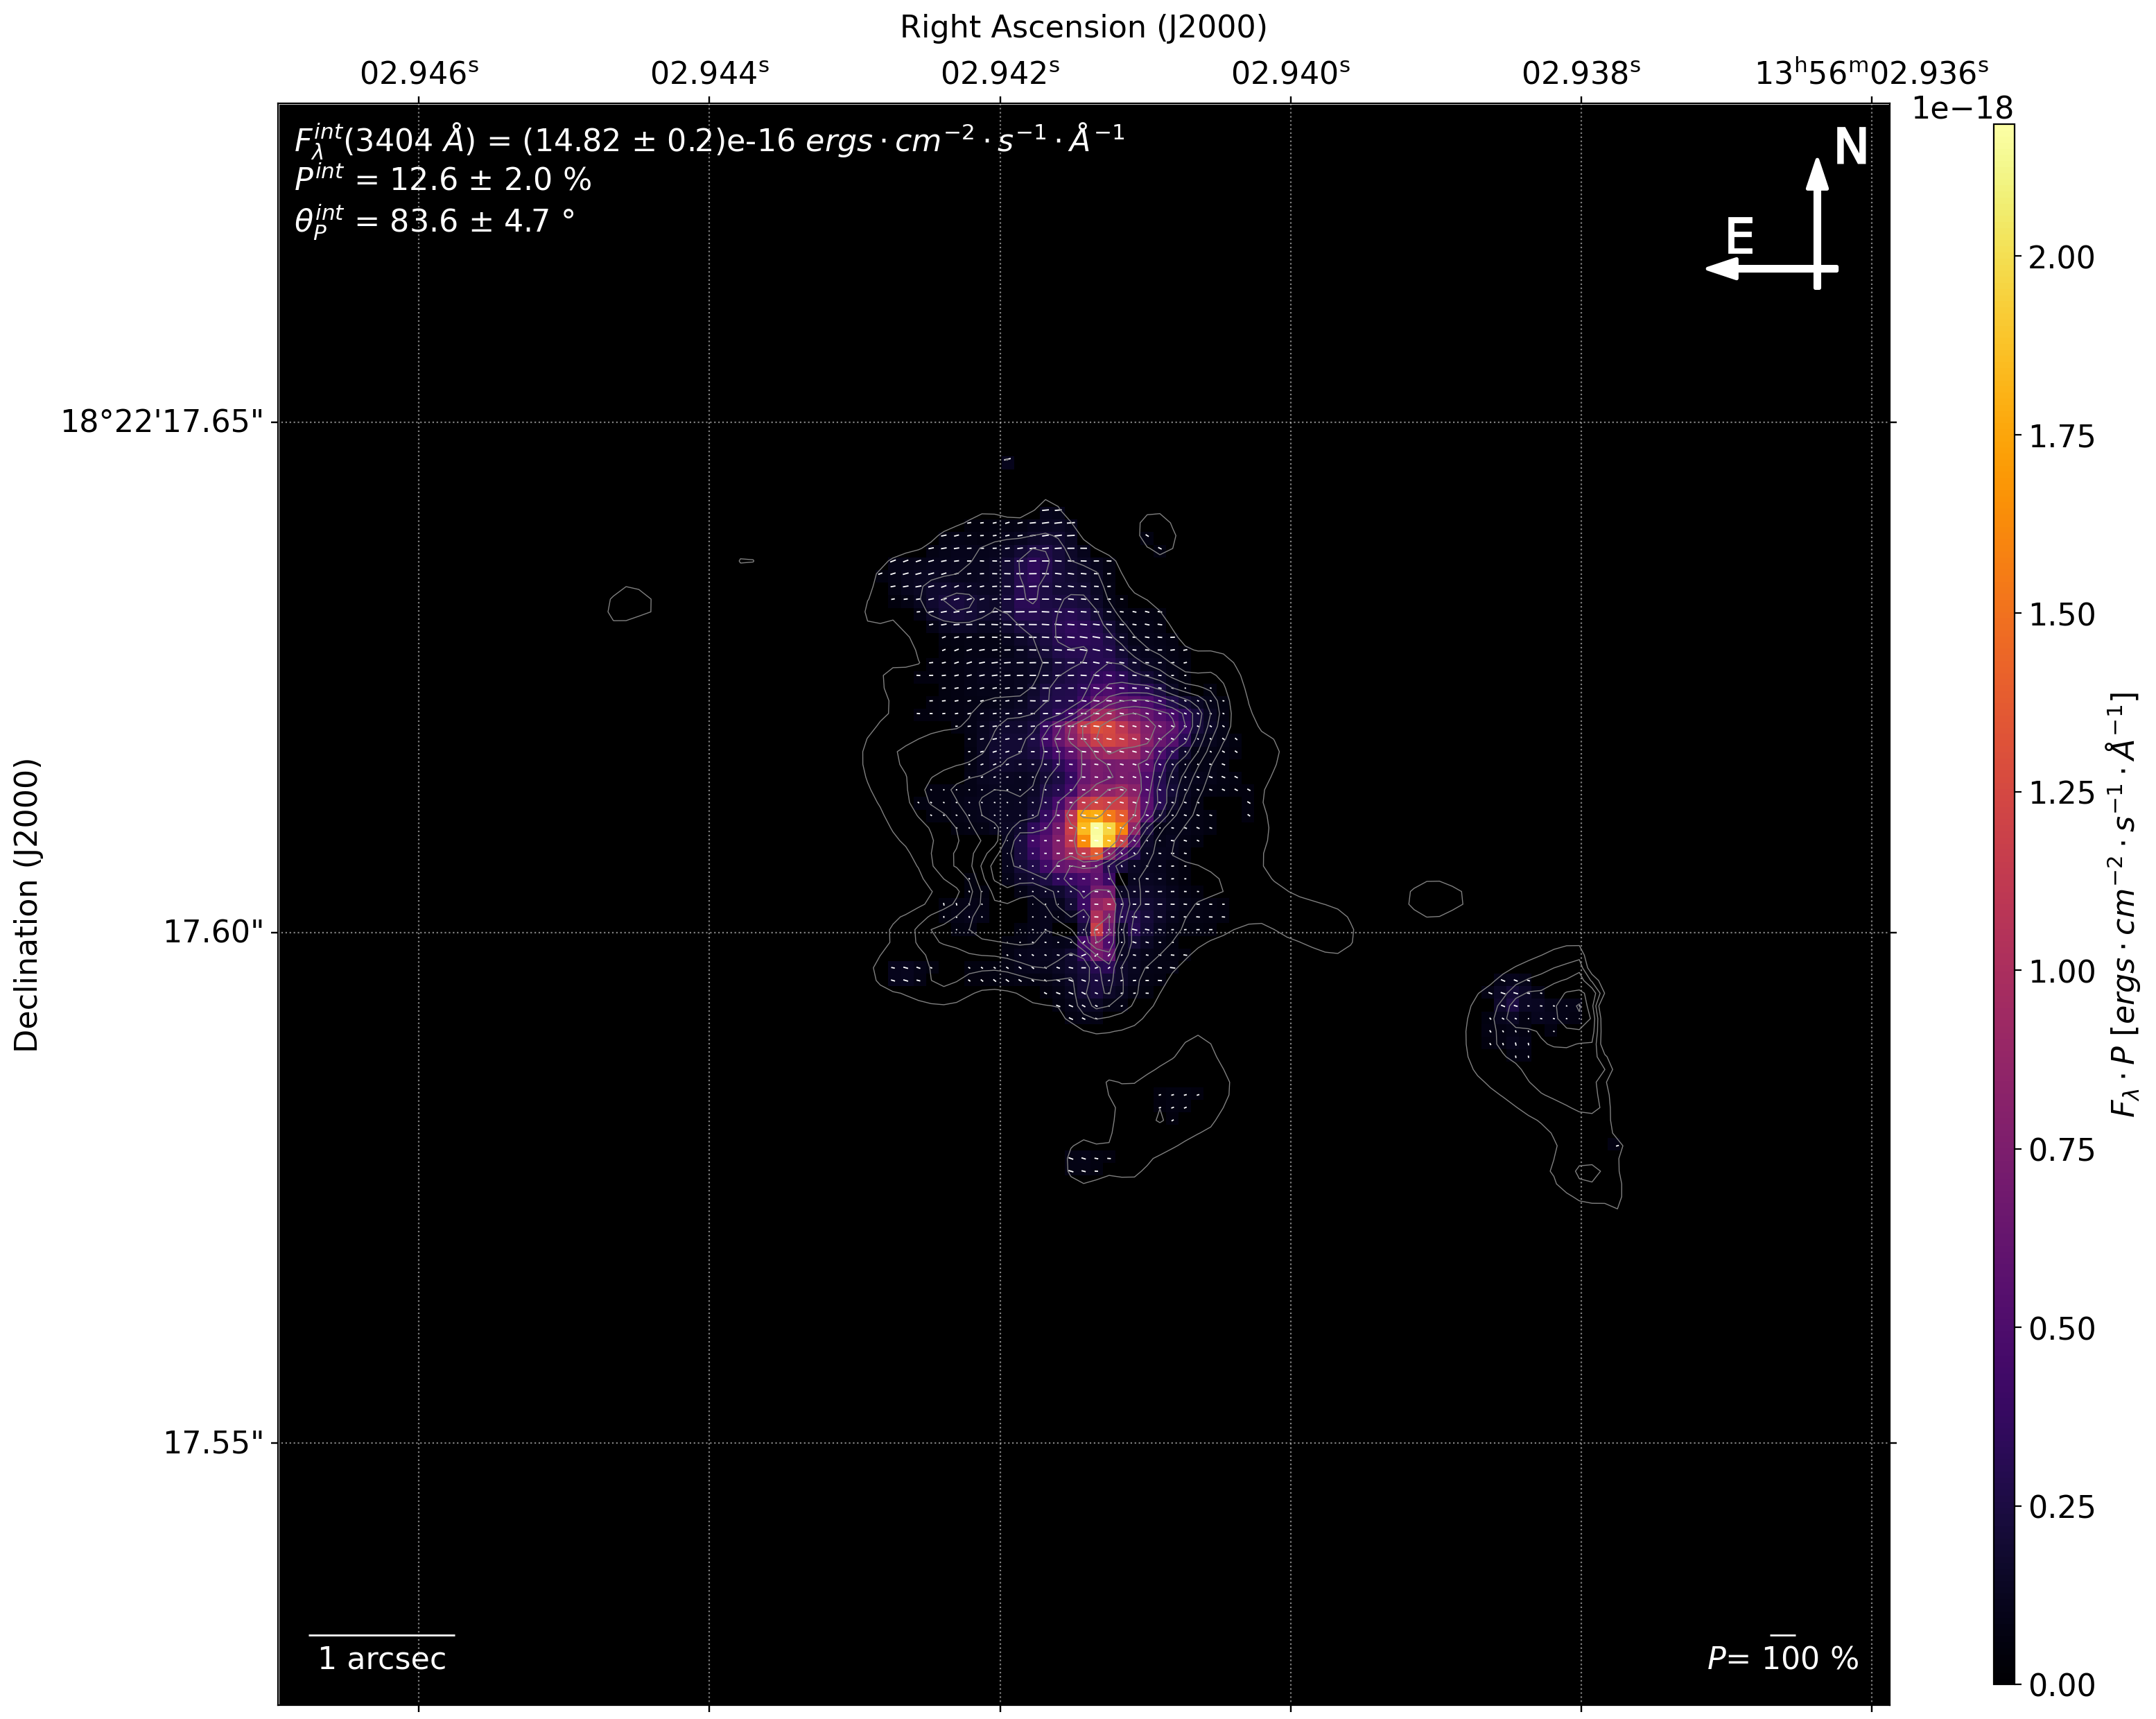 Right Ascension (J2000)
02.946ˢ 02.944ˢ 02.942ˢ 02.940ˢ 02.938ˢ 13ʰ56ᵐ02.936ˢ
1e−18
F_λ^int(3404 Å) = (14.82 ± 0.2)e-16 ergs · cm⁻² · s⁻¹ · Å⁻¹
P^int = 12.6 ± 2.0 %
θ_P^int = 83.6 ± 4.7 °
N
E
18°22'17.65"
17.60"
17.55"
Declination (J2000)
1 arcsec
P= 100 %
2.00
1.75
1.50
1.25
1.00
0.75
0.50
0.25
0.00
F_λ · P [ergs · cm⁻² · s⁻¹ · Å⁻¹]